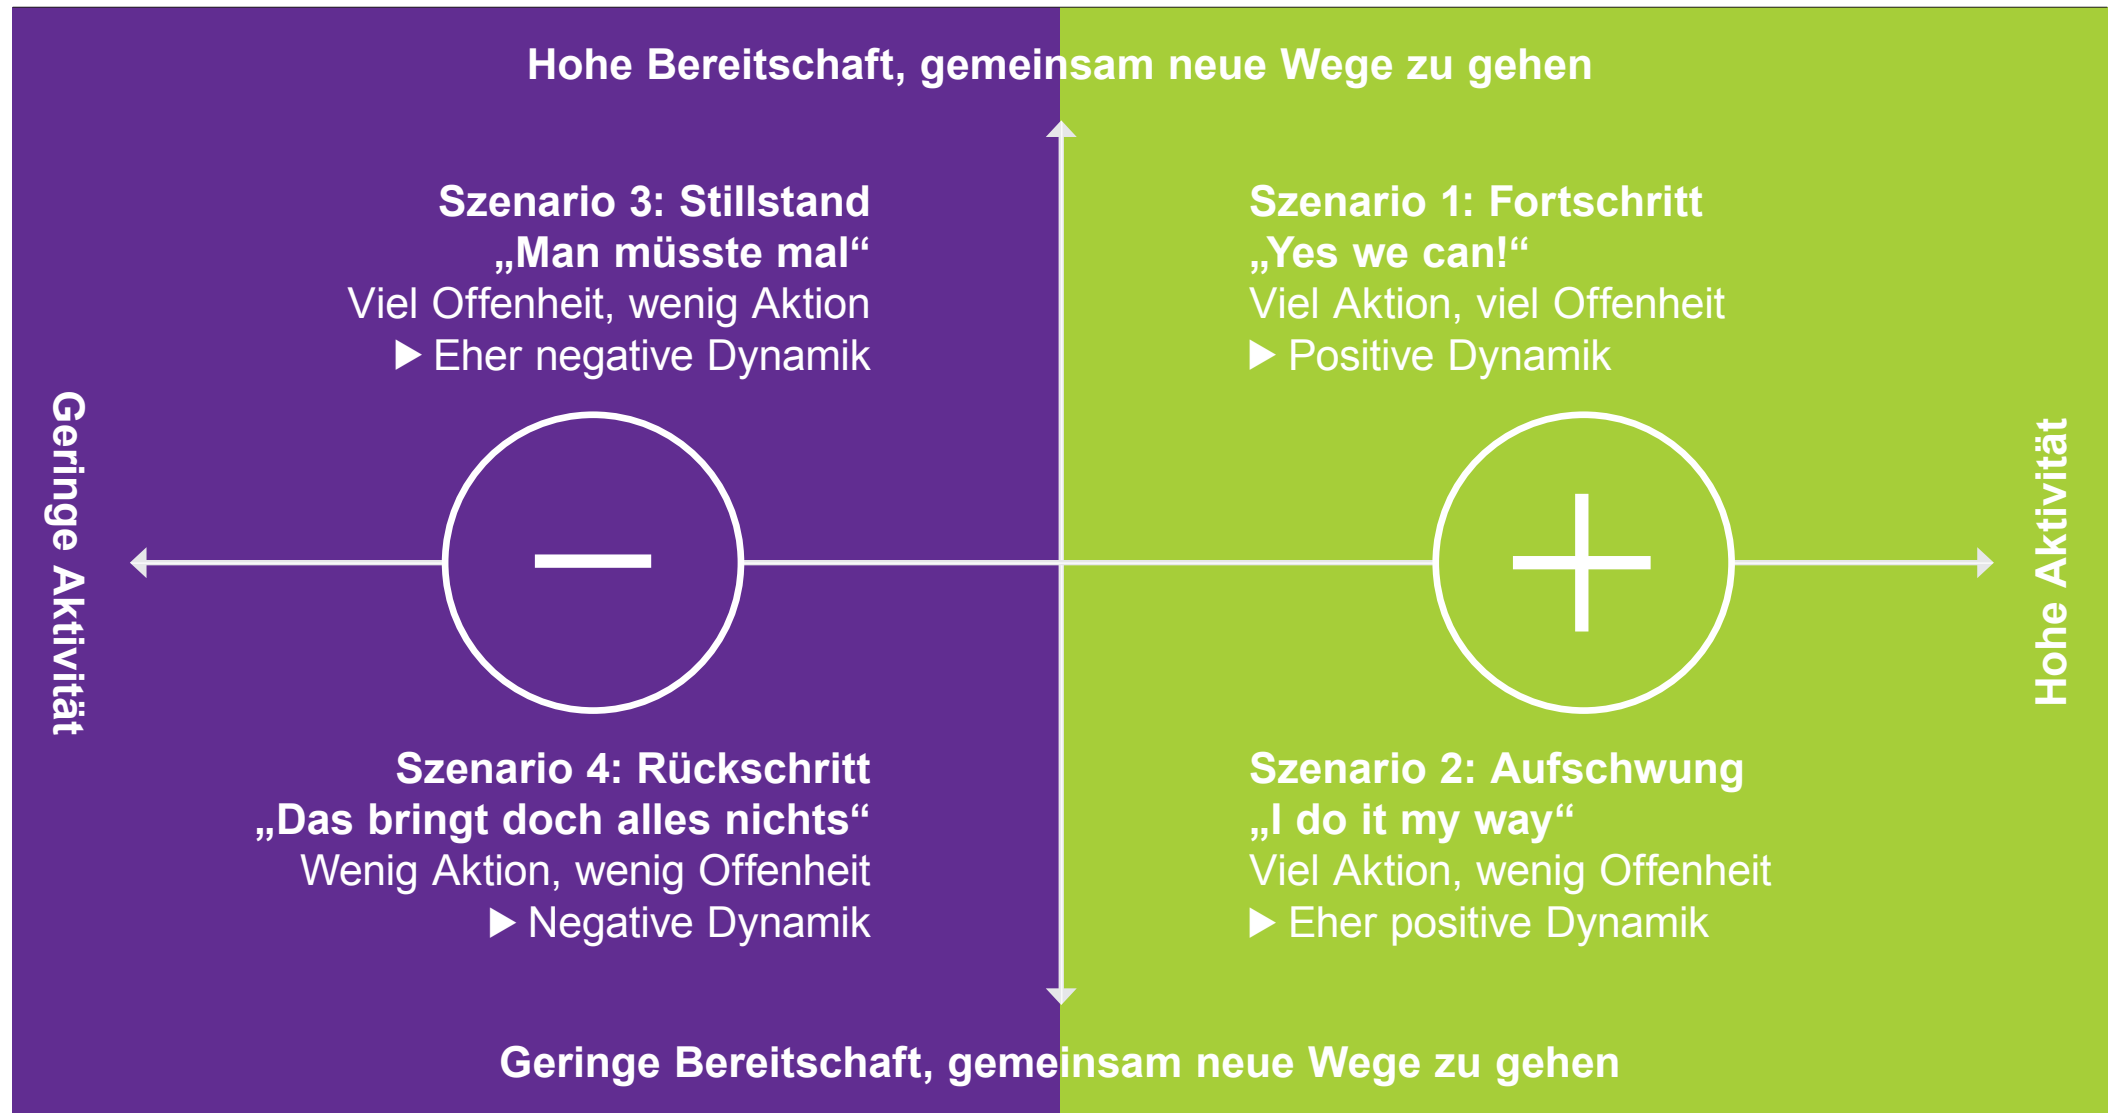 Hohe Bereitschaft, gemeinsam neue Wege zu gehen
Szenario 3: Stillstand
„Man müsste mal“
Viel Offenheit, wenig Aktion
▶ Eher negative Dynamik
Szenario 1: Fortschritt
„Yes we can!“
Viel Aktion, viel Offenheit
▶ Positive Dynamik
Geringe Aktivität
Hohe Aktivität
Szenario 4: Rückschritt
„Das bringt doch alles nichts“
Wenig Aktion, wenig Offenheit
▶ Negative Dynamik
Szenario 2: Aufschwung
„I do it my way“
Viel Aktion, wenig Offenheit
▶ Eher positive Dynamik
Geringe Bereitschaft, gemeinsam neue Wege zu gehen